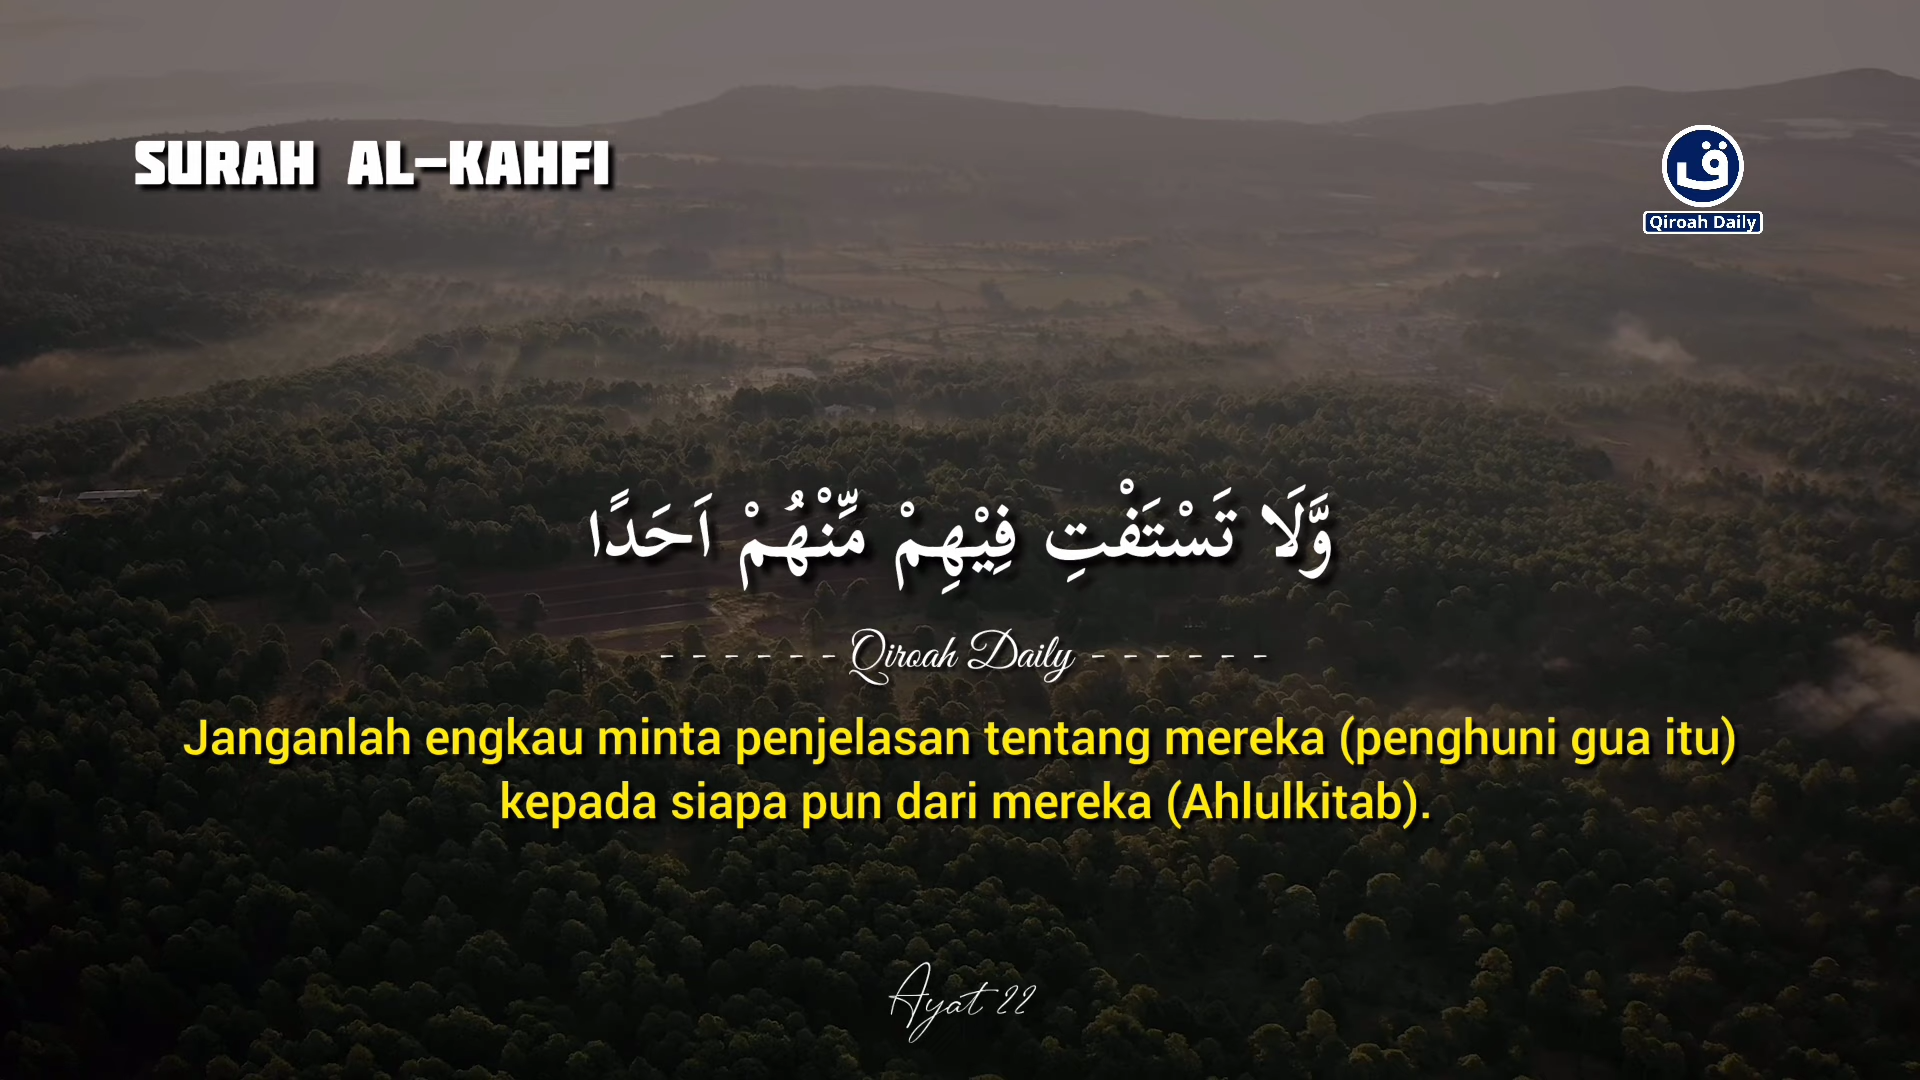 SURAH AL-KAHFI
ق
Qiroah Daily
وَّلَا تَسْتَفْتِ فِيْهِمْ مِّنْهُمْ اَحَدًا
- - - - - - Qiroah Daily - - - - - -
Janganlah engkau minta penjelasan tentang mereka (penghuni gua itu)
kepada siapa pun dari mereka (Ahlulkitab).
Ayat 22